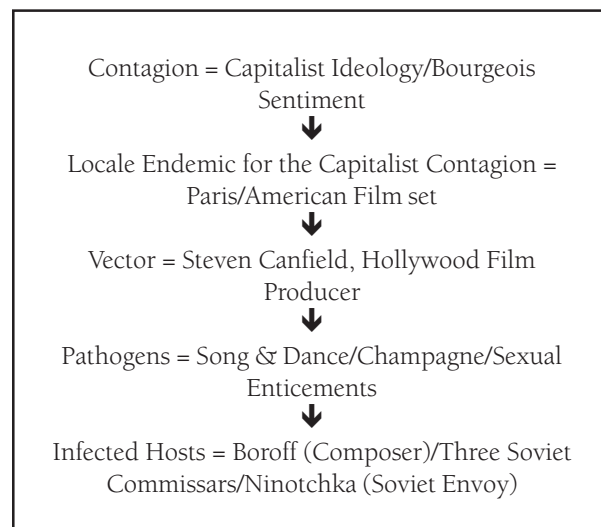 Contagion = Capitalist Ideology/Bourgeois
Sentiment
Locale Endemic for the Capitalist Contagion =
Paris/American Film set
Vector = Steven Canfield, Hollywood Film
Producer
Pathogens = Song & Dance/Champagne/Sexual
Enticements
Infected Hosts = Boroff (Composer)/Three Soviet
Commissars/Ninotchka (Soviet Envoy)